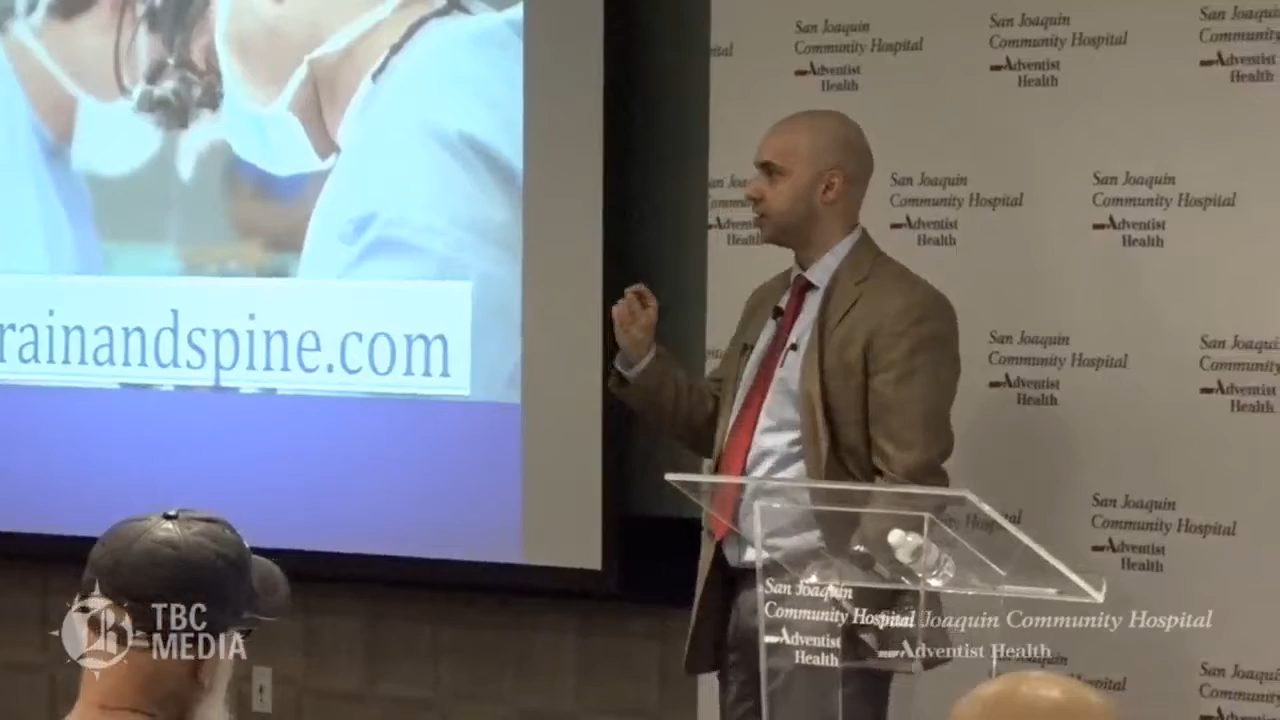 rainandspine.com
San Joaquin
Community Hospital
Adventist
Health
San Joaquin
Community Hospital
Adventist
Health
San Joaquin
Community Hospital
Adventist
Health
San Joaquin
Community Hospital
Adventist
Health
San Joaquin
Community Hospital
Adventist
Health
San Joaquin
Community Hospital
Adventist
Health
San Joaquin
Community Hospital
Adventist
Health
Joaquin Community Hospital
Adventist Health
TBC
MEDIA